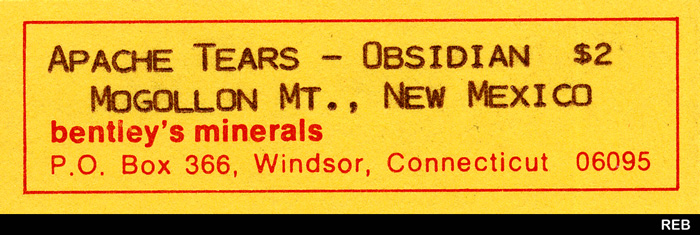 APACHE TEARS – OBSIDIAN $2
MOGOLLON MT., NEW MEXICO
bentley's minerals
P.O. Box 366, Windsor, Connecticut 06095
REB